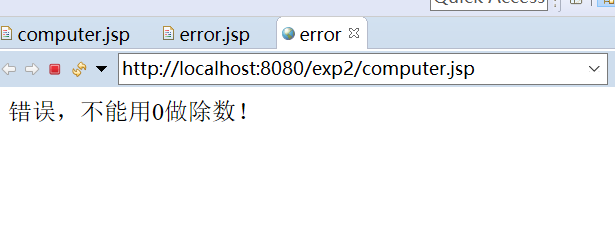 Quick Access
computer.jsp error.jsp error
http://localhost:8080/exp2/computer.jsp
错误，不能用0做除数！